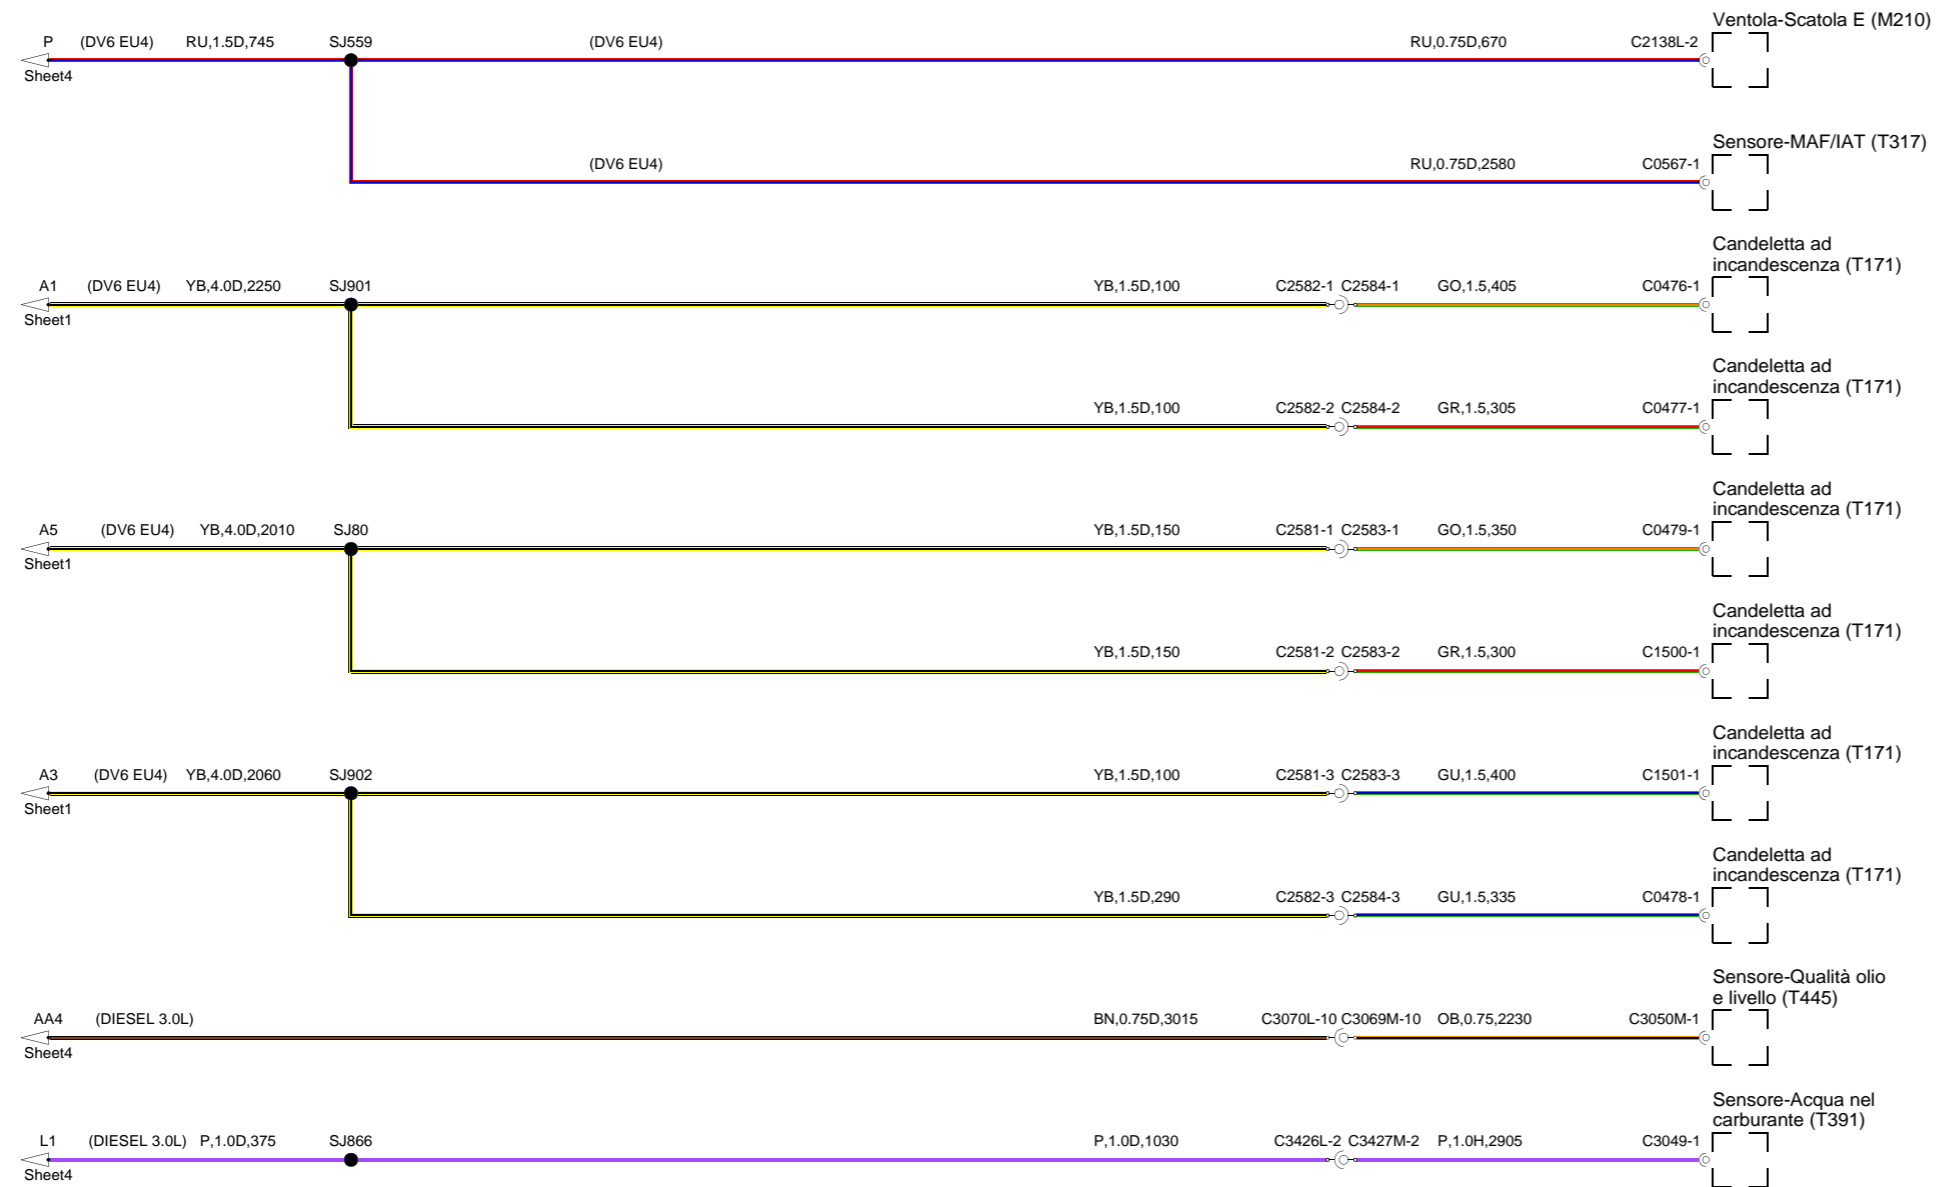 Ventola-Scatola E (M210)
P (DV6 EU4) RU,1.5D,745 SJ559 (DV6 EU4) RU,0.75D,670 C2138L-2
Sheet4
Sensore-MAF/IAT (T317)
(DV6 EU4) RU,0.75D,2580 C0567-1
Candeletta ad
incandescenza (T171)
A1 (DV6 EU4) YB,4.0D,2250 SJ901 YB,1.5D,100 C2582-1 C2584-1 GO,1.5,405 C0476-1
Sheet1
Candeletta ad
incandescenza (T171)
YB,1.5D,100 C2582-2 C2584-2 GR,1.5,305 C0477-1
Candeletta ad
incandescenza (T171)
A5 (DV6 EU4) YB,4.0D,2010 SJ80 YB,1.5D,150 C2581-1 C2583-1 GO,1.5,350 C0479-1
Sheet1
Candeletta ad
incandescenza (T171)
YB,1.5D,150 C2581-2 C2583-2 GR,1.5,300 C1500-1
Candeletta ad
incandescenza (T171)
A3 (DV6 EU4) YB,4.0D,2060 SJ902 YB,1.5D,100 C2581-3 C2583-3 GU,1.5,400 C1501-1
Sheet1
Candeletta ad
incandescenza (T171)
YB,1.5D,290 C2582-3 C2584-3 GU,1.5,335 C0478-1
Sensore-Qualità olio
e livello (T445)
AA4 (DIESEL 3.0L) BN,0.75D,3015 C3070L-10 C3069M-10 OB,0.75,2230 C3050M-1
Sheet4
Sensore-Acqua nel
carburante (T391)
L1 (DIESEL 3.0L) P,1.0D,375 SJ866 P,1.0D,1030 C3426L-2 C3427M-2 P,1.0H,2905 C3049-1
Sheet4